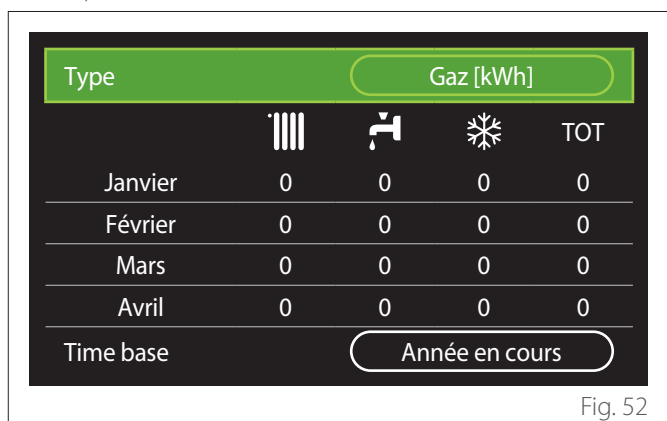 Type Gaz [kWh]
TOT
Janvier 0 0 0 0
Février 0 0 0 0
Mars 0 0 0 0
Avril 0 0 0 0
Time base Année en cours
Fig. 52